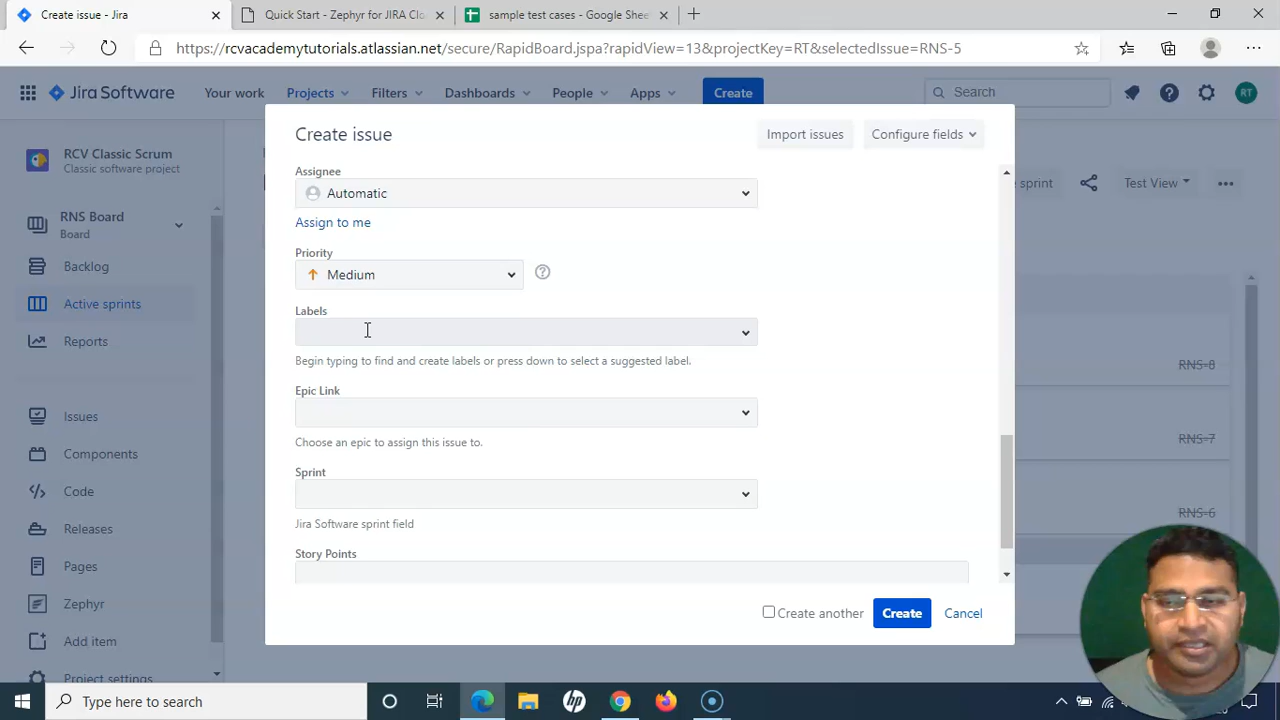 Create issue - Jira
Quick Start - Zephyr for JIRA Clo
sample test cases - Google Shee
https://rcvacademytutorials.atlassian.net/secure/RapidBoard.jspa?rapidView=13&projectKey=RT&selectedIssue=RNS-5
Jira Software
Your work
Projects
Filters
Dashboards
People
Apps
Create
Search
RT
RCV Classic Scrum
Classic software project
RNS Board
Board
Backlog
Active sprints
Reports
Issues
Components
Code
Releases
Pages
Zephyr
Add item
Project settings
Create issue
Import issues
Configure fields
Assignee
Automatic
Assign to me
Priority
Medium
Labels
Begin typing to find and create labels or press down to select a suggested label.
Epic Link
Choose an epic to assign this issue to.
Sprint
Jira Software sprint field
Story Points
Create another
Create
Cancel
sprint
Test View
RNS-8
RNS-7
RNS-6
Type here to search